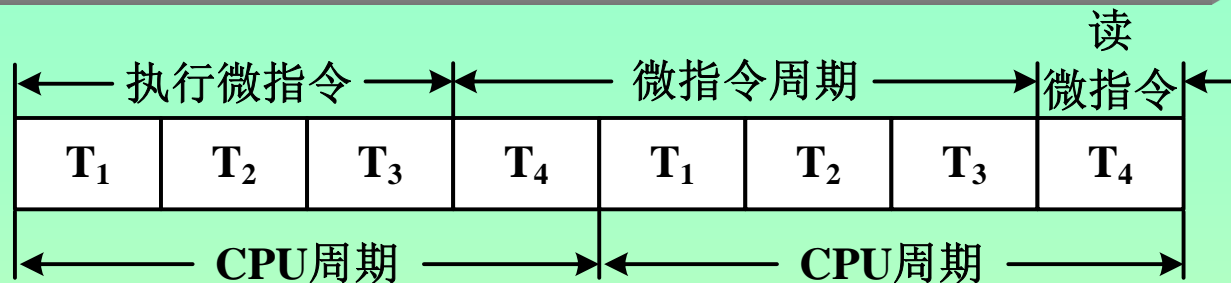 读
执行微指令 微指令周期 微指令
T₁ T₂ T₃ T₄ T₁ T₂ T₃ T₄
CPU周期 CPU周期